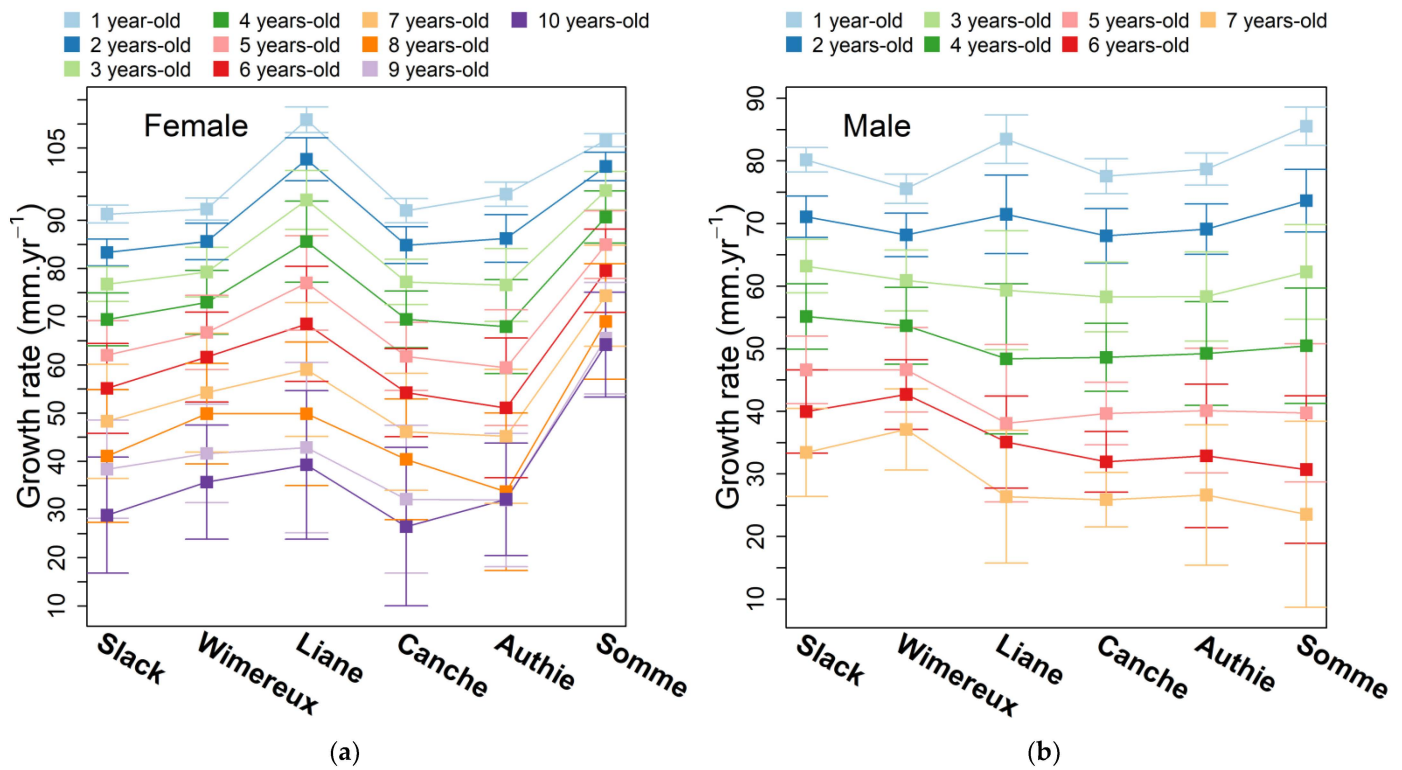 1 year-old 4 years-old 7 years-old 10 years-old
2 years-old 5 years-old 8 years-old
3 years-old 6 years-old 9 years-old
Female
Growth rate (mm.yr⁻¹)
105
90
80
70
60
50
40
30
20
10
Slack Wimereux Liane Canche Authie Somme
(a)
1 year-old 3 years-old 5 years-old 7 years-old
2 years-old 4 years-old 6 years-old
Male
Growth rate (mm.yr⁻¹)
90
80
70
60
50
40
30
20
10
Slack Wimereux Liane Canche Authie Somme
(b)